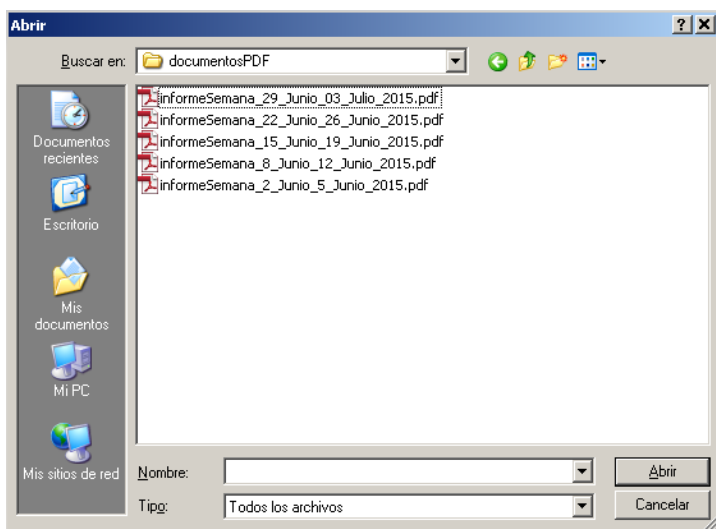 Abrir
Buscar en: documentosPDF
informeSemana_29_Junio_03_Julio_2015.pdf
informeSemana_22_Junio_26_Junio_2015.pdf
informeSemana_15_Junio_19_Junio_2015.pdf
informeSemana_8_Junio_12_Junio_2015.pdf
informeSemana_2_Junio_5_Junio_2015.pdf
Documentos
recientes
Escritorio
Mis
documentos
Mi PC
Mis sitios de red
Nombre:
Abrir
Tipo: Todos los archivos
Cancelar